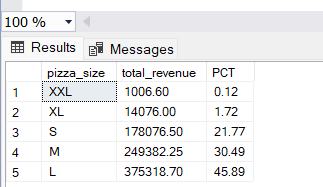 100 %
Results Messages
pizza_size total_revenue PCT
1 XXL 1006.60 0.12
2 XL 14076.00 1.72
3 S 178076.50 21.77
4 M 249382.25 30.49
5 L 375318.70 45.89